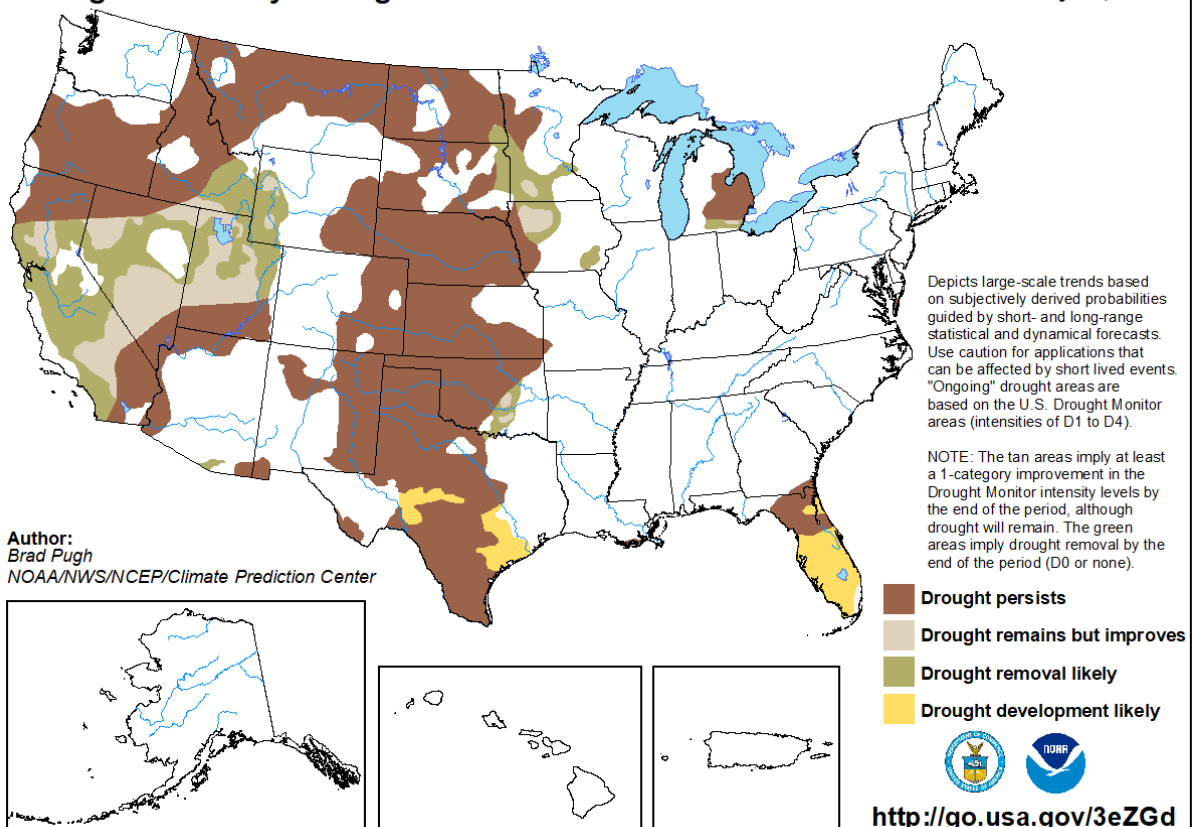 Depicts large-scale trends based
on subjectively derived probabilities
guided by short- and long-range
statistical and dynamical forecasts.
Use caution for applications that
can be affected by short lived events.
"Ongoing" drought areas are
based on the U.S. Drought Monitor
areas (intensities of D1 to D4).
NOTE: The tan areas imply at least
a 1-category improvement in the
Drought Monitor intensity levels by
the end of the period, although
drought will remain. The green
areas imply drought removal by the
end of the period (D0 or none).
Author:
Brad Pugh
NOAA/NWS/NCEP/Climate Prediction Center
Drought persists
Drought remains but improves
Drought removal likely
Drought development likely
NOAA
http://go.usa.gov/3eZGd